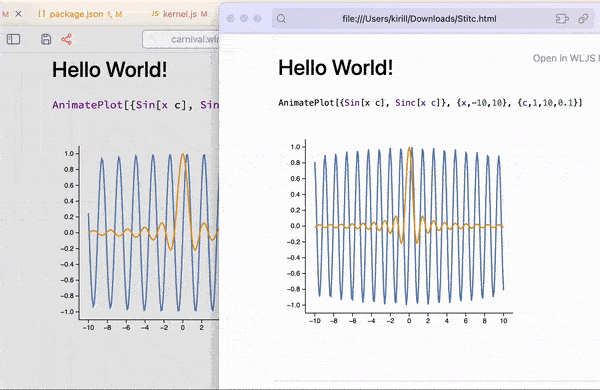 M × {} package.json 1, M JS kernel.js M
carnival.wln
Hello World!
AnimatePlot[{Sin[x c], Sin
1.0
0.8
0.6
0.4
0.2
0.0
−0.2
−0.4
−0.6
−0.8
−1.0
−10 −8 −6 −4 −2 0 2
file:///Users/kirill/Downloads/Stitc.html
Open in WLJS
Hello World!
AnimatePlot[{Sin[x c], Sinc[x c]}, {x,-10,10}, {c,1,10,0.1}]
1.0
0.8
0.6
0.4
0.2
0.0
−0.2
−0.4
−0.6
−0.8
−1.0
−10 −8 −6 −4 −2 0 2 4 6 8 10